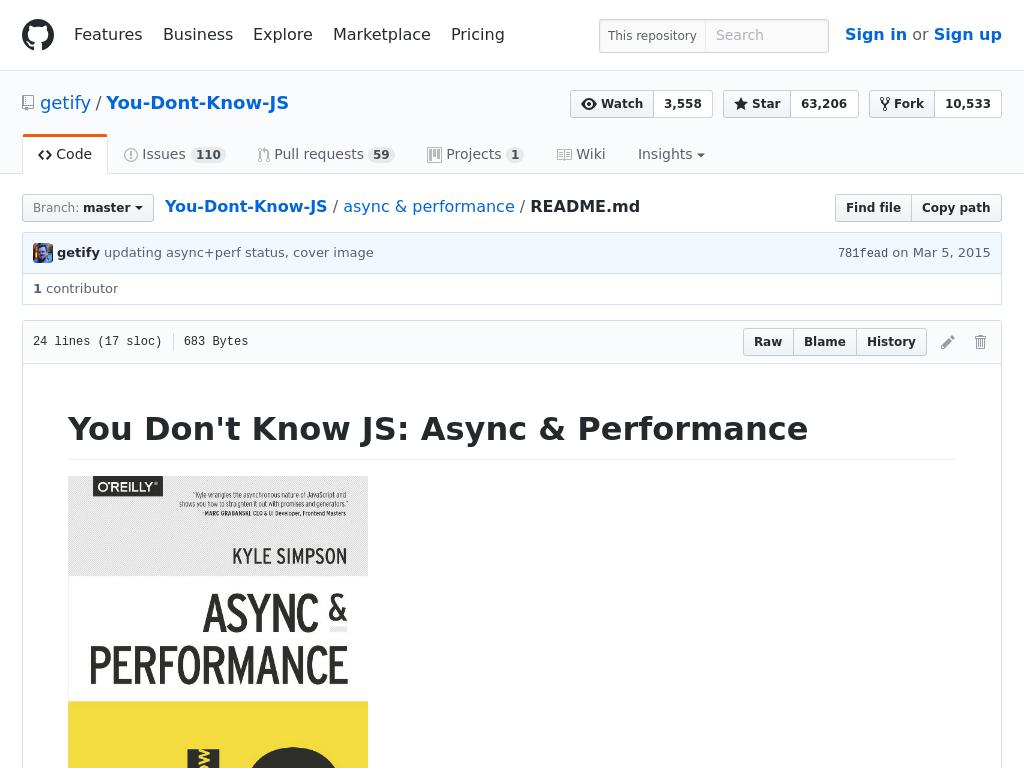 Features Business Explore Marketplace Pricing This repository Search Sign in or Sign up
getify / You-Dont-Know-JS Watch 3,558 Star 63,206 Fork 10,533
Code Issues 110 Pull requests 59 Projects 1 Wiki Insights
Branch: master You-Dont-Know-JS / async & performance / README.md Find file Copy path
getify updating async+perf status, cover image 781fead on Mar 5, 2015
1 contributor
24 lines (17 sloc) 683 Bytes Raw Blame History
You Don't Know JS: Async & Performance
O'REILLY®
"Kyle wrangles the asynchronous nature of JavaScript and
shows you how to straighten it out with promises and generators."
-MARC GRABANSKI, CEO & UI Developer, Frontend Masters
KYLE SIMPSON
ASYNC &
PERFORMANCE